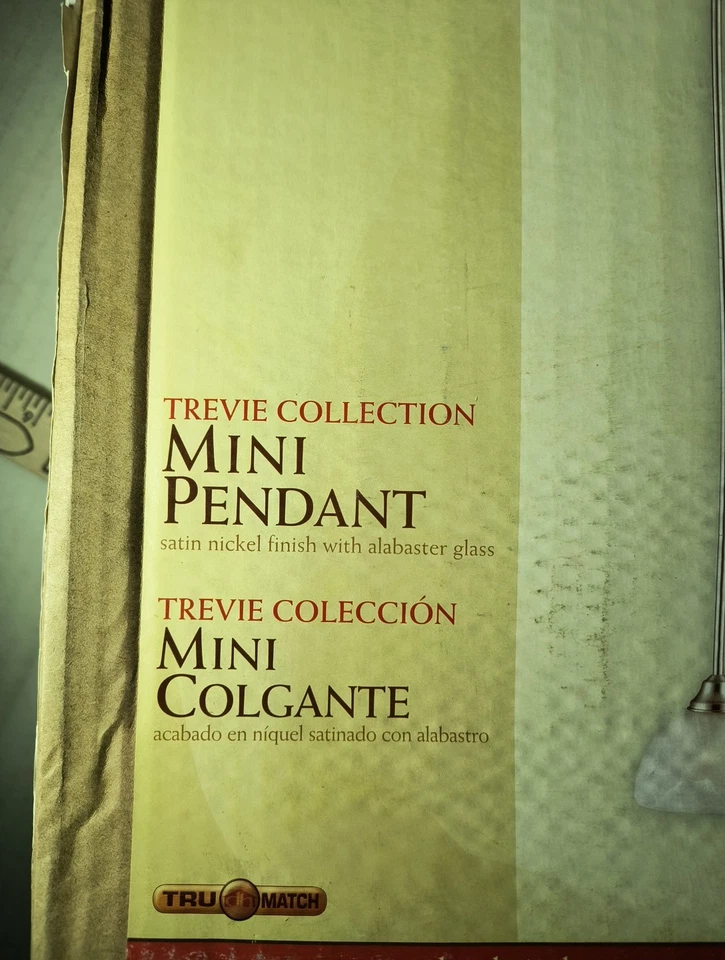 TREVIE COLLECTION
MINI
PENDANT
satin nickel finish with alabaster glass
TREVIE COLECCIÓN
MINI
COLGANTE
acabado en níquel satinado con alabastro
TRU dh MATCH